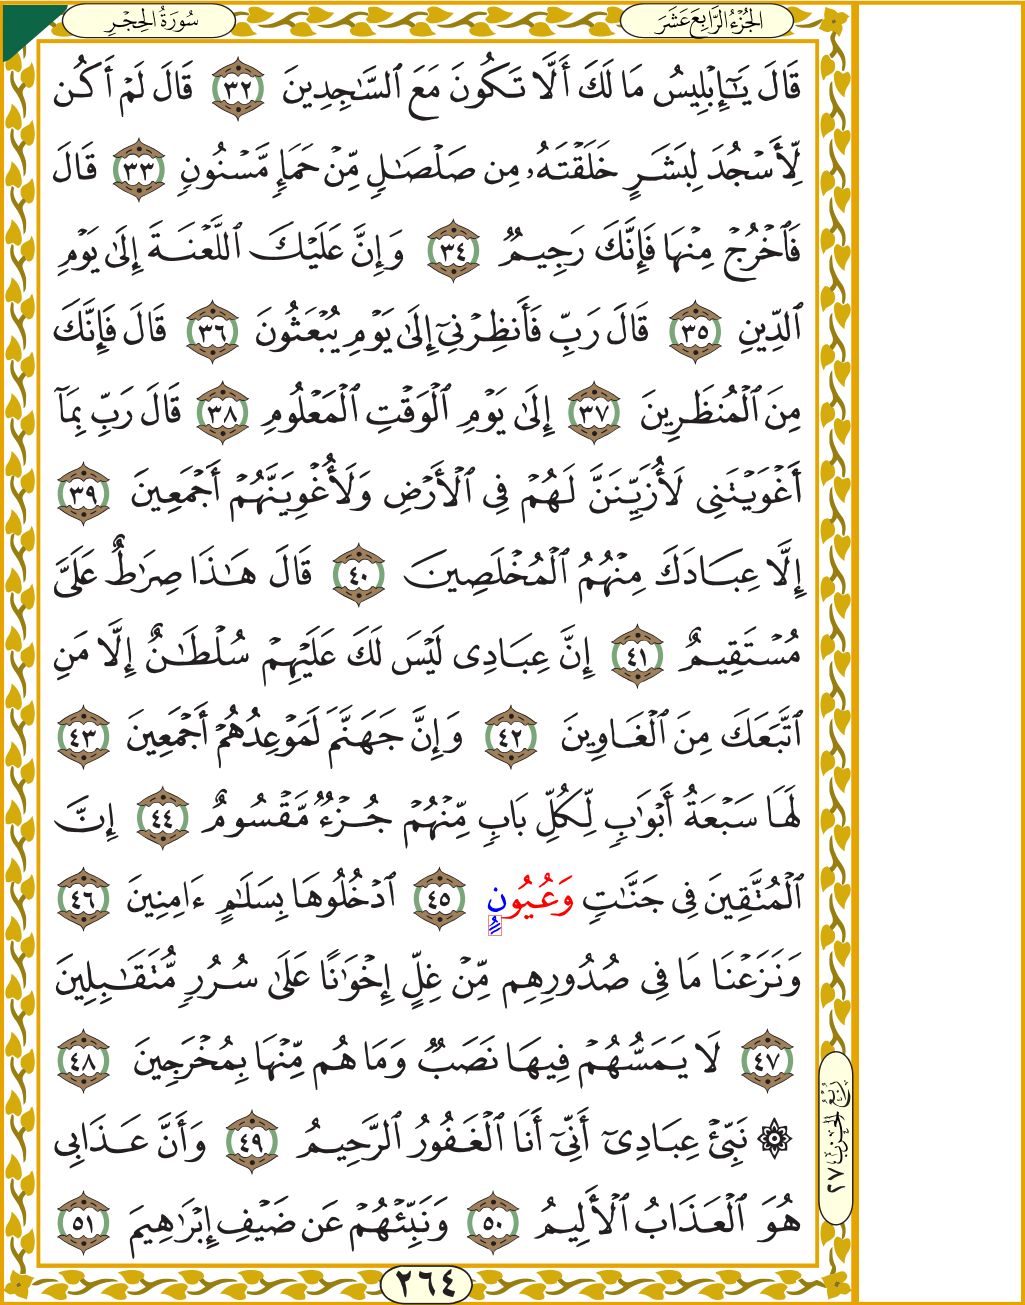 سُورَةُ الحِجْرِ
الجُزْءُ الرَّابِعَ عَشَرَ
قَالَ يَٰٓإِبْلِيسُ مَا لَكَ أَلَّا تَكُونَ مَعَ ٱلسَّٰجِدِينَ ٣٢ قَالَ لَمْ أَكُن
لِّأَسْجُدَ لِبَشَرٍ خَلَقْتَهُۥ مِن صَلْصَٰلٍ مِّنْ حَمَإٍ مَّسْنُونٍ ٣٣ قَالَ
فَٱخْرُجْ مِنْهَا فَإِنَّكَ رَجِيمٌ ٣٤ وَإِنَّ عَلَيْكَ ٱللَّعْنَةَ إِلَىٰ يَوْمِ
ٱلدِّينِ ٣٥ قَالَ رَبِّ فَأَنظِرْنِىٓ إِلَىٰ يَوْمِ يُبْعَثُونَ ٣٦ قَالَ فَإِنَّكَ
مِنَ ٱلْمُنظَرِينَ ٣٧ إِلَىٰ يَوْمِ ٱلْوَقْتِ ٱلْمَعْلُومِ ٣٨ قَالَ رَبِّ بِمَآ
أَغْوَيْتَنِى لَأُزَيِّنَنَّ لَهُمْ فِى ٱلْأَرْضِ وَلَأُغْوِيَنَّهُمْ أَجْمَعِينَ ٣٩
إِلَّا عِبَادَكَ مِنْهُمُ ٱلْمُخْلَصِينَ ٤٠ قَالَ هَٰذَا صِرَٰطٌ عَلَىَّ
مُسْتَقِيمٌ ٤١ إِنَّ عِبَادِى لَيْسَ لَكَ عَلَيْهِمْ سُلْطَٰنٌ إِلَّا مَنِ
ٱتَّبَعَكَ مِنَ ٱلْغَاوِينَ ٤٢ وَإِنَّ جَهَنَّمَ لَمَوْعِدُهُمْ أَجْمَعِينَ ٤٣
لَهَا سَبْعَةُ أَبْوَٰبٍ لِّكُلِّ بَابٍ مِّنْهُمْ جُزْءٌ مَّقْسُومٌ ٤٤ إِنَّ
ٱلْمُتَّقِينَ فِى جَنَّٰتٍ وَعُيُونٍ ٤٥ ٱدْخُلُوهَا بِسَلَٰمٍ ءَامِنِينَ ٤٦
وَنَزَعْنَا مَا فِى صُدُورِهِم مِّنْ غِلٍّ إِخْوَٰنًا عَلَىٰ سُرُرٍ مُّتَقَٰبِلِينَ
٤٧ لَا يَمَسُّهُمْ فِيهَا نَصَبٌ وَمَا هُم مِّنْهَا بِمُخْرَجِينَ ٤٨
۞ نَبِّئْ عِبَادِىٓ أَنِّىٓ أَنَا ٱلْغَفُورُ ٱلرَّحِيمُ ٤٩ وَأَنَّ عَذَابِى
هُوَ ٱلْعَذَابُ ٱلْأَلِيمُ ٥٠ وَنَبِّئْهُمْ عَن ضَيْفِ إِبْرَٰهِيمَ ٥١
رُبْعُ الحِزْبِ ٢٧
٢٦٤